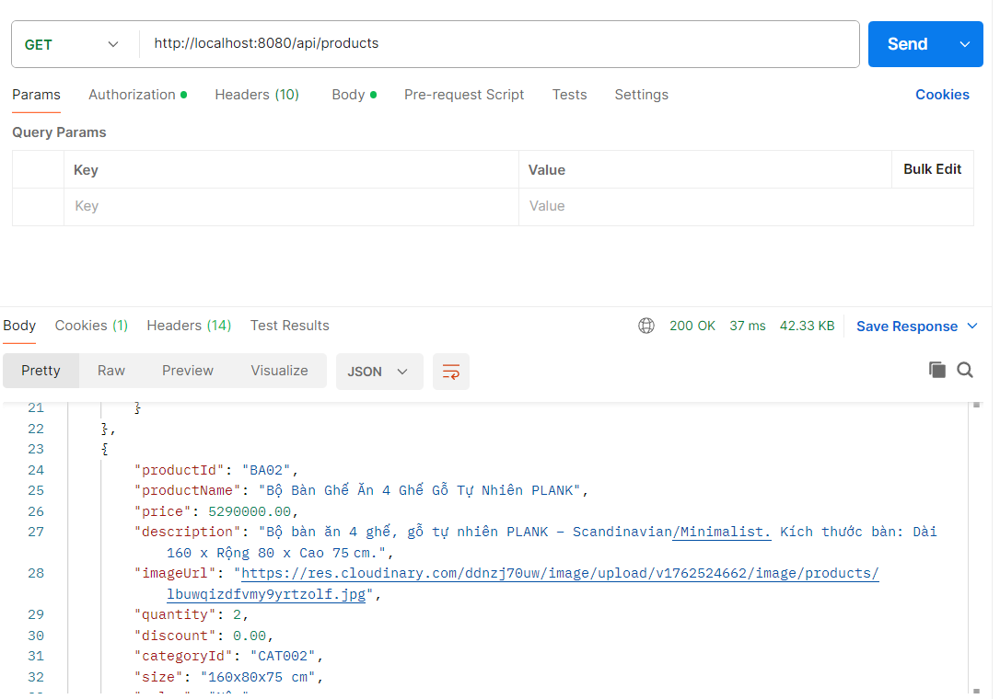 GET http://localhost:8080/api/products Send
Params Authorization Headers (10) Body Pre-request Script Tests Settings Cookies
Query Params
Key Value Bulk Edit
Key Value
Body Cookies (1) Headers (14) Test Results 200 OK 37 ms 42.33 KB Save Response
Pretty Raw Preview Visualize JSON
21 }
22 },
23 {
24 "productId": "BA02",
25 "productName": "Bộ Bàn Ghế Ăn 4 Ghế Gỗ Tự Nhiên PLANK",
26 "price": 5290000.00,
27 "description": "Bộ bàn ăn 4 ghế, gỗ tự nhiên PLANK – Scandinavian/Minimalist. Kích thước bàn: Dài
160 x Rộng 80 x Cao 75 cm.",
28 "imageUrl": "https://res.cloudinary.com/ddnzj70uw/image/upload/v1762524662/image/products/
lbuwqizdfvmy9yrtzolf.jpg",
29 "quantity": 2,
30 "discount": 0.00,
31 "categoryId": "CAT002",
32 "size": "160x80x75 cm",